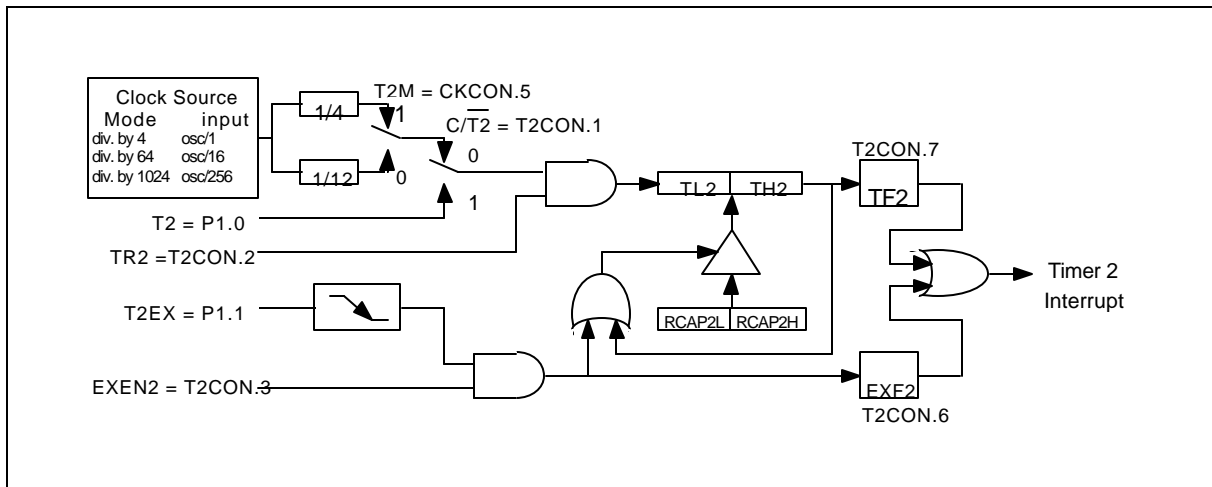 Clock Source
Mode input
div. by 4 osc/1
div. by 64 osc/16
div. by 1024 osc/256
1/4
1/12
T2M = CKCON.5
1
0
C/T2 = T2CON.1
0
1
T2 = P1.0
TR2 =T2CON.2
T2EX = P1.1
EXEN2 = T2CON.3
TL2 TH2
RCAP2L RCAP2H
T2CON.7
TF2
EXF2
T2CON.6
Timer 2
Interrupt